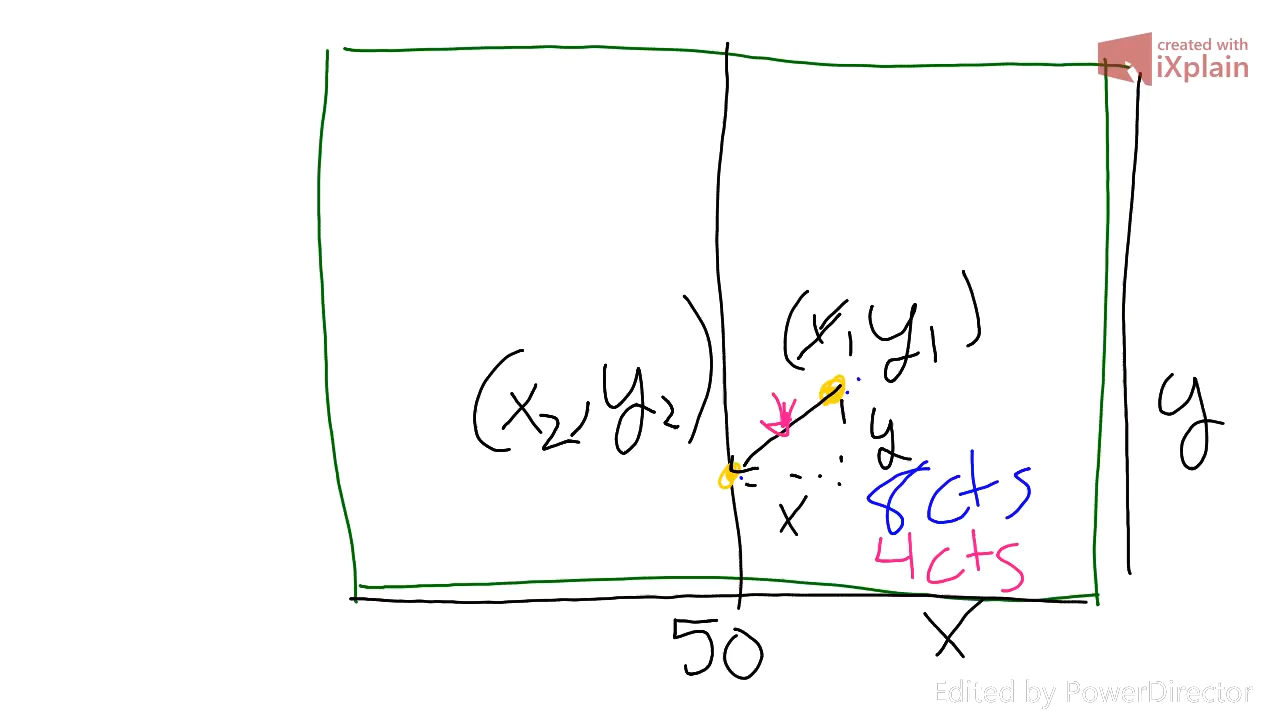 created with
iXplain
(x1 y1)
(x2, y2)
y
y
x
8cts
4cts
50
x
Edited by PowerDirector